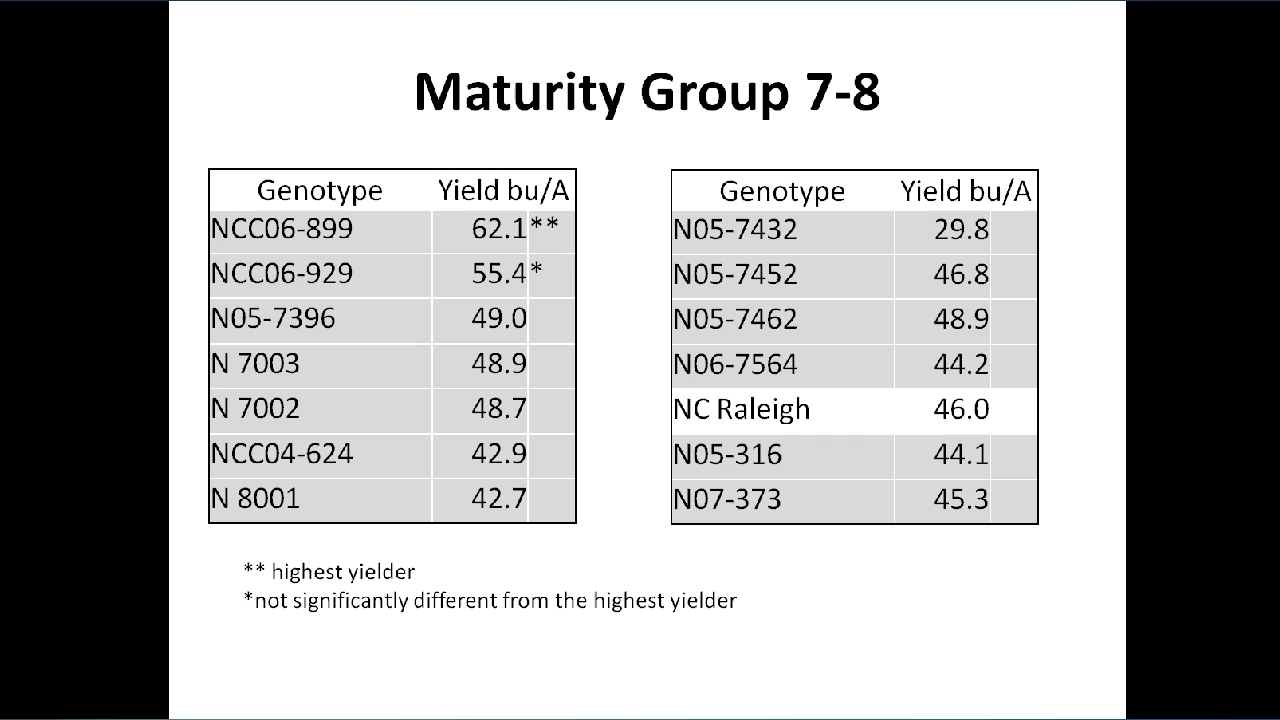 Maturity Group 7-8
Genotype Yield bu/A
NCC06-899 62.1**
NCC06-929 55.4*
N05-7396 49.0
N 7003 48.9
N 7002 48.7
NCC04-624 42.9
N 8001 42.7
Genotype Yield bu/A
N05-7432 29.8
N05-7452 46.8
N05-7462 48.9
N06-7564 44.2
NC Raleigh 46.0
N05-316 44.1
N07-373 45.3
** highest yielder
*not significantly different from the highest yielder